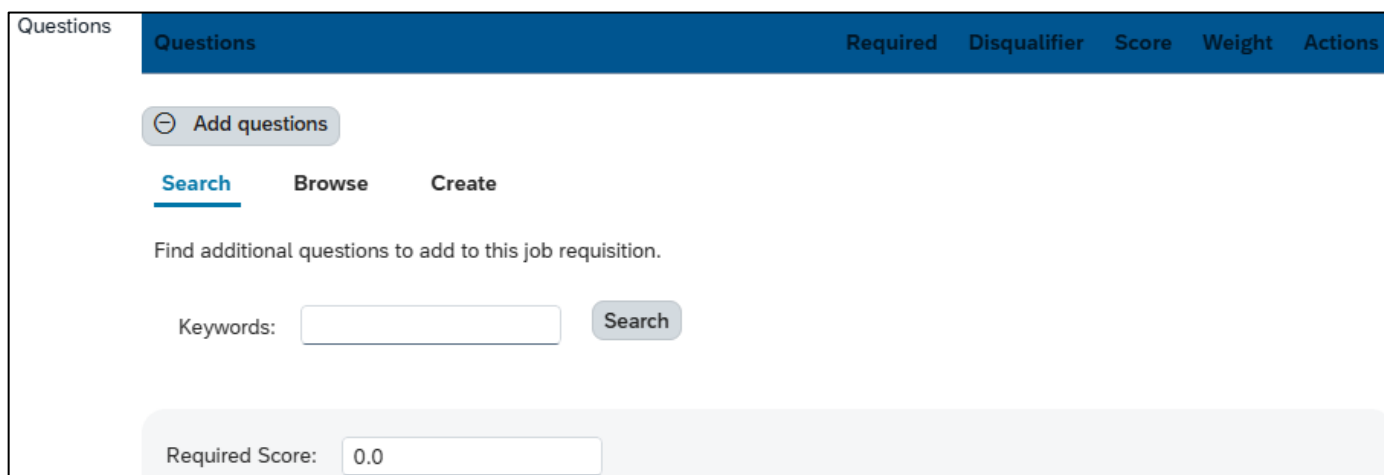 Questions
Questions Required Disqualifier Score Weight Actions
Add questions
Search Browse Create
Find additional questions to add to this job requisition.
Keywords: Search
Required Score: 0.0